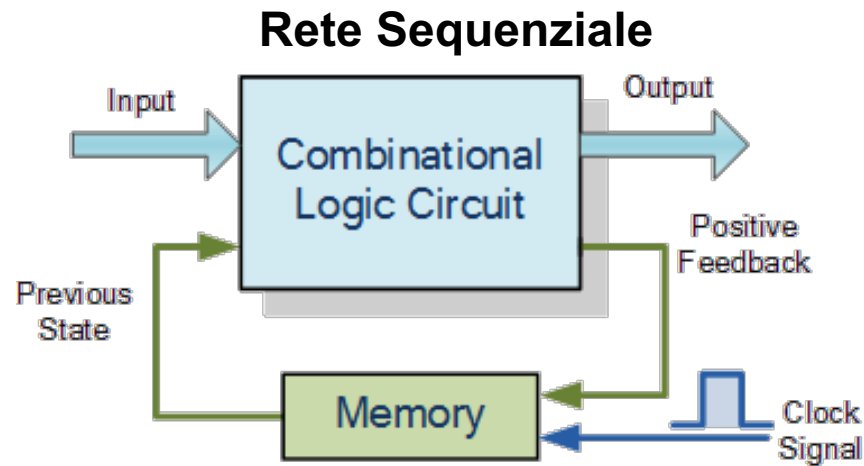 Rete Sequenziale
Input
Output
Combinational
Logic Circuit
Positive
Feedback
Previous
State
Memory
Clock
Signal